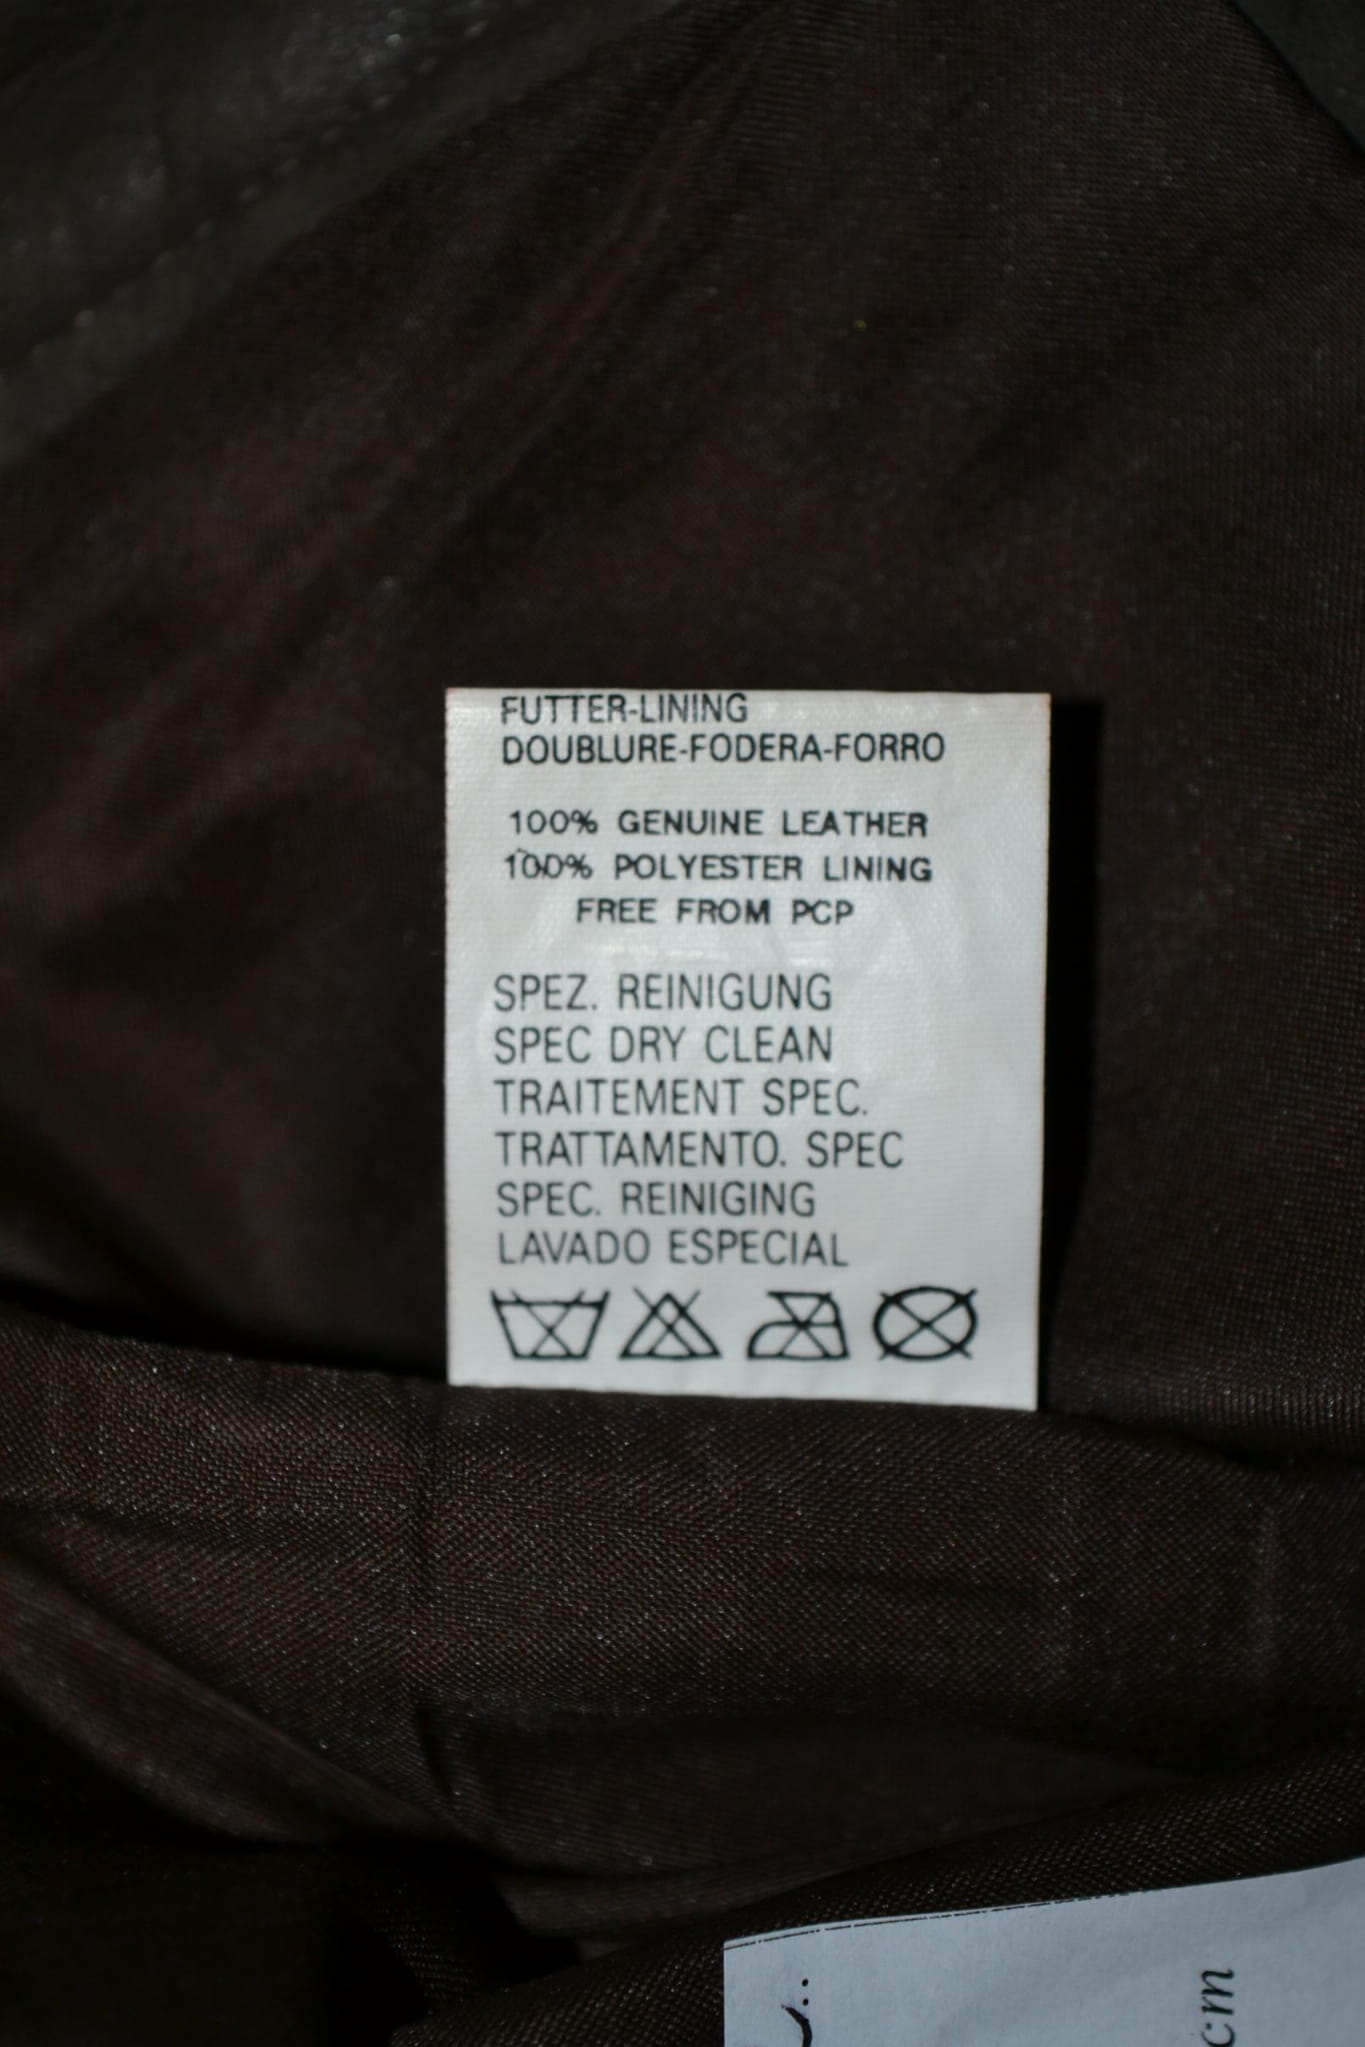 FUTTER-LINING
DOUBLURE-FODERA-FORRO
100% GENUINE LEATHER
100% POLYESTER LINING
FREE FROM PCP
SPEZ. REINIGUNG
SPEC DRY CLEAN
TRAITEMENT SPEC.
TRATTAMENTO. SPEC
SPEC. REINIGING
LAVADO ESPECIAL
cm